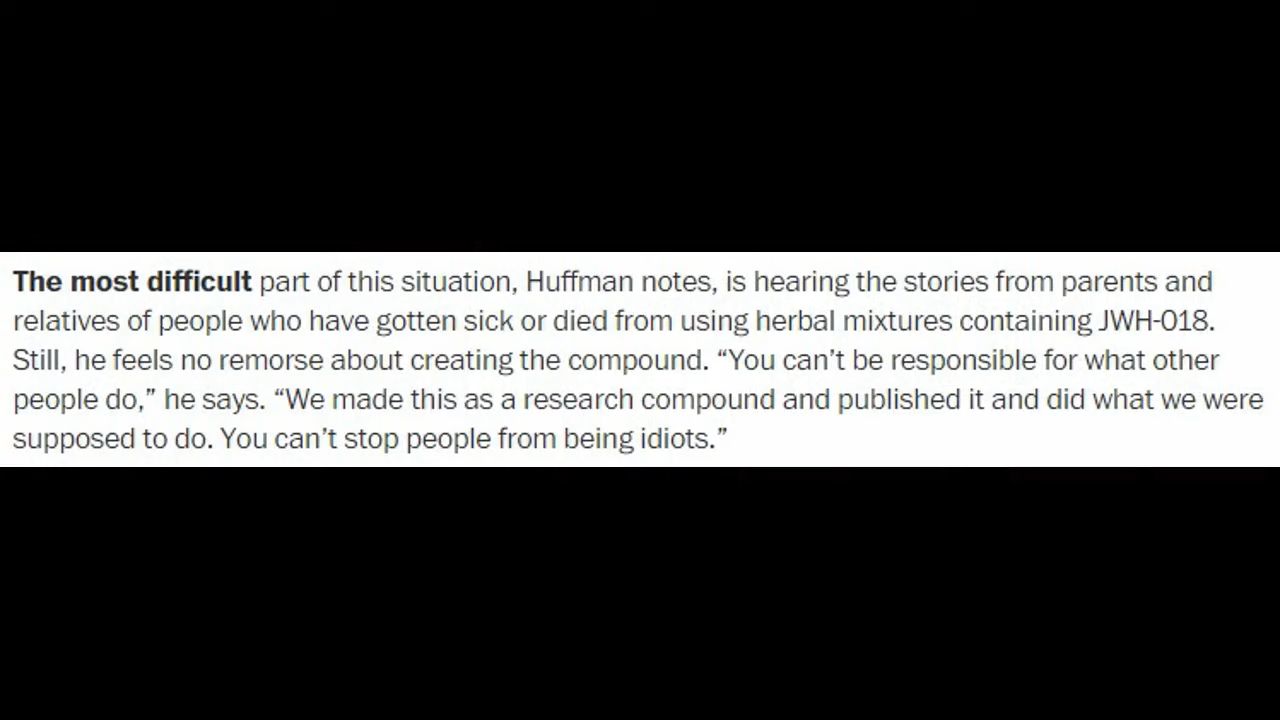 The most difficult part of this situation, Huffman notes, is hearing the stories from parents and
relatives of people who have gotten sick or died from using herbal mixtures containing JWH-018.
Still, he feels no remorse about creating the compound. “You can’t be responsible for what other
people do,” he says. “We made this as a research compound and published it and did what we were
supposed to do. You can’t stop people from being idiots.”